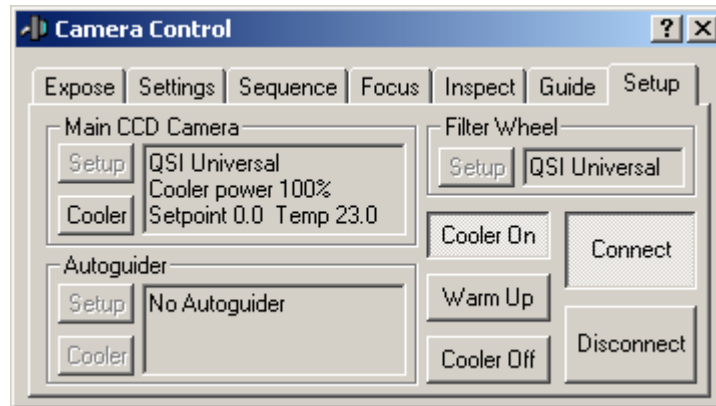 Camera Control
?
Expose Settings Sequence Focus Inspect Guide Setup
Main CCD Camera
Setup
Cooler
QSI Universal
Cooler power 100%
Setpoint 0.0 Temp 23.0
Filter Wheel
Setup
QSI Universal
Autoguider
Setup
Cooler
No Autoguider
Cooler On
Warm Up
Cooler Off
Connect
Disconnect